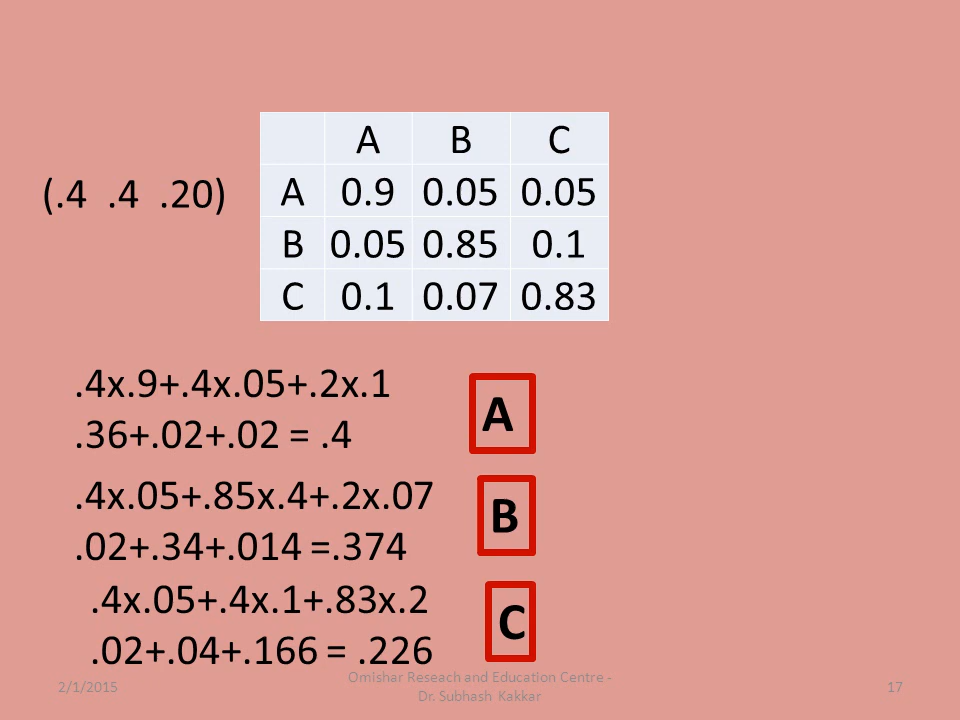 A B C
(.4 .4 .20)
A 0.9 0.05 0.05
B 0.05 0.85 0.1
C 0.1 0.07 0.83
.4x.9+.4x.05+.2x.1
.36+.02+.02 = .4
A
.4x.05+.85x.4+.2x.07
.02+.34+.014 =.374
B
.4x.05+.4x.1+.83x.2
.02+.04+.166 = .226
C
2/1/2015
Omishar Reseach and Education Centre -
Dr. Subhash Kakkar
17